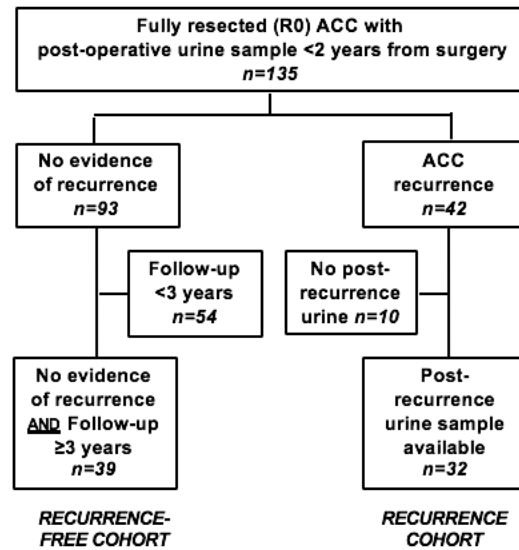 Fully resected (R0) ACC with
post-operative urine sample <2 years from surgery
n=135
No evidence
of recurrence
n=93
ACC
recurrence
n=42
Follow-up
<3 years
n=54
No post-
recurrence
urine n=10
No evidence
of recurrence
AND Follow-up
≥3 years
n=39
Post-
recurrence
urine sample
available
n=32
RECURRENCE-
FREE COHORT
RECURRENCE
COHORT